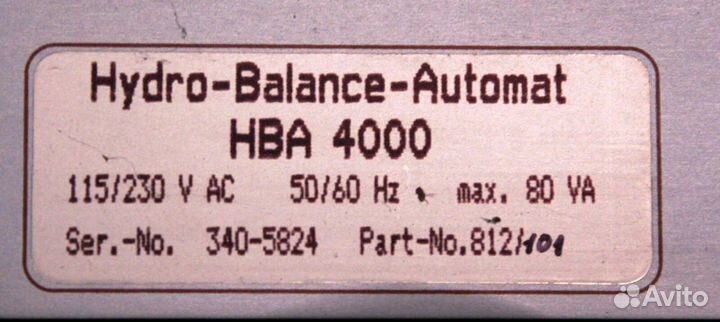 Hydro-Balance-Automat
HBA 4000
115/230 V AC 50/60 Hz, max. 80 VA
Ser.-No. 340-5824 Part-No.812/101
Avito